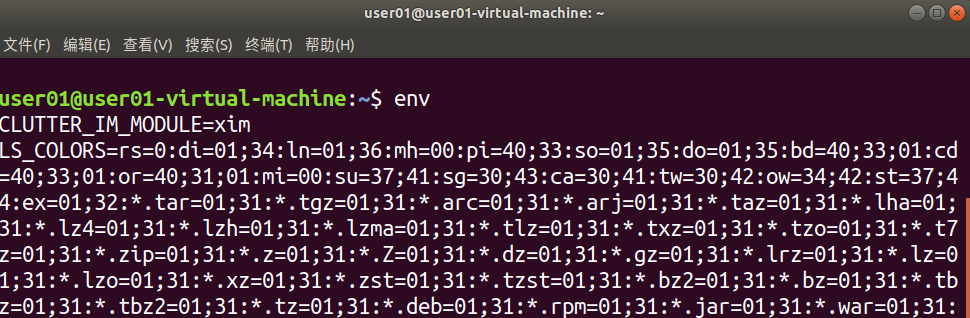 user01@user01-virtual-machine: ~
文件(F) 编辑(E) 查看(V) 搜索(S) 终端(T) 帮助(H)
user01@user01-virtual-machine:~$ env
CLUTTER_IM_MODULE=xim
LS_COLORS=rs=0:di=01;34:ln=01;36:mh=00:pi=40;33:so=01;35:do=01;35:bd=40;33;01:cd
=40;33;01:or=40;31;01:mi=00:su=37;41:sg=30;43:ca=30;41:tw=30;42:ow=34;42:st=37;4
4:ex=01;32:*.tar=01;31:*.tgz=01;31:*.arc=01;31:*.arj=01;31:*.taz=01;31:*.lha=01;
31:*.lz4=01;31:*.lzh=01;31:*.lzma=01;31:*.tlz=01;31:*.txz=01;31:*.tzo=01;31:*.t7
z=01;31:*.zip=01;31:*.z=01;31:*.Z=01;31:*.dz=01;31:*.gz=01;31:*.lrz=01;31:*.lz=0
1;31:*.lzo=01;31:*.xz=01;31:*.zst=01;31:*.tzst=01;31:*.bz2=01;31:*.bz=01;31:*.tb
z=01;31:*.tbz2=01;31:*.tz=01;31:*.deb=01;31:*.rpm=01;31:*.jar=01;31:*.war=01;31: